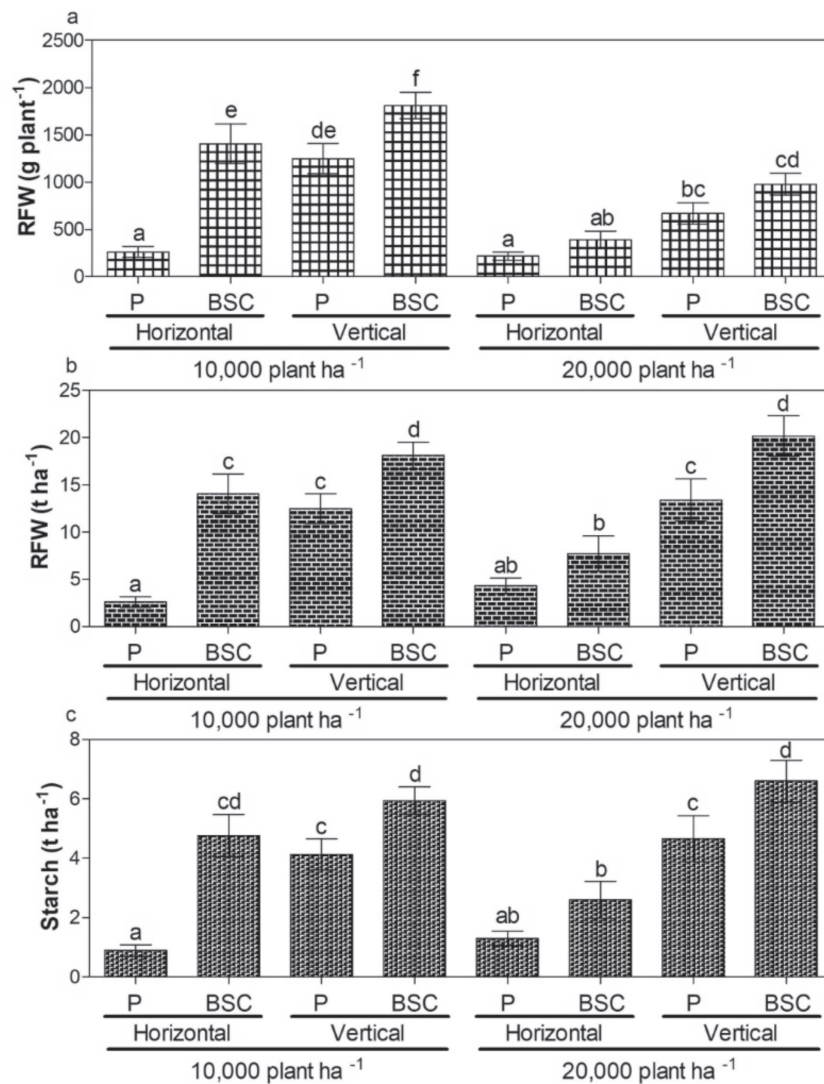 a
2500
2000
1500
1000
500
0
RFW (g plant⁻¹)
a e de f a ab bc cd
P BSC P BSC P BSC P BSC
Horizontal Vertical Horizontal Vertical
10,000 plant ha ⁻¹ 20,000 plant ha ⁻¹
b
25
20
15
10
5
0
RFW (t ha⁻¹)
a c c d ab b c d
P BSC P BSC P BSC P BSC
Horizontal Vertical Horizontal Vertical
10,000 plant ha ⁻¹ 20,000 plant ha ⁻¹
c
8
6
4
2
0
Starch (t ha⁻¹)
a cd c d ab b c d
P BSC P BSC P BSC P BSC
Horizontal Vertical Horizontal Vertical
10,000 plant ha ⁻¹ 20,000 plant ha ⁻¹